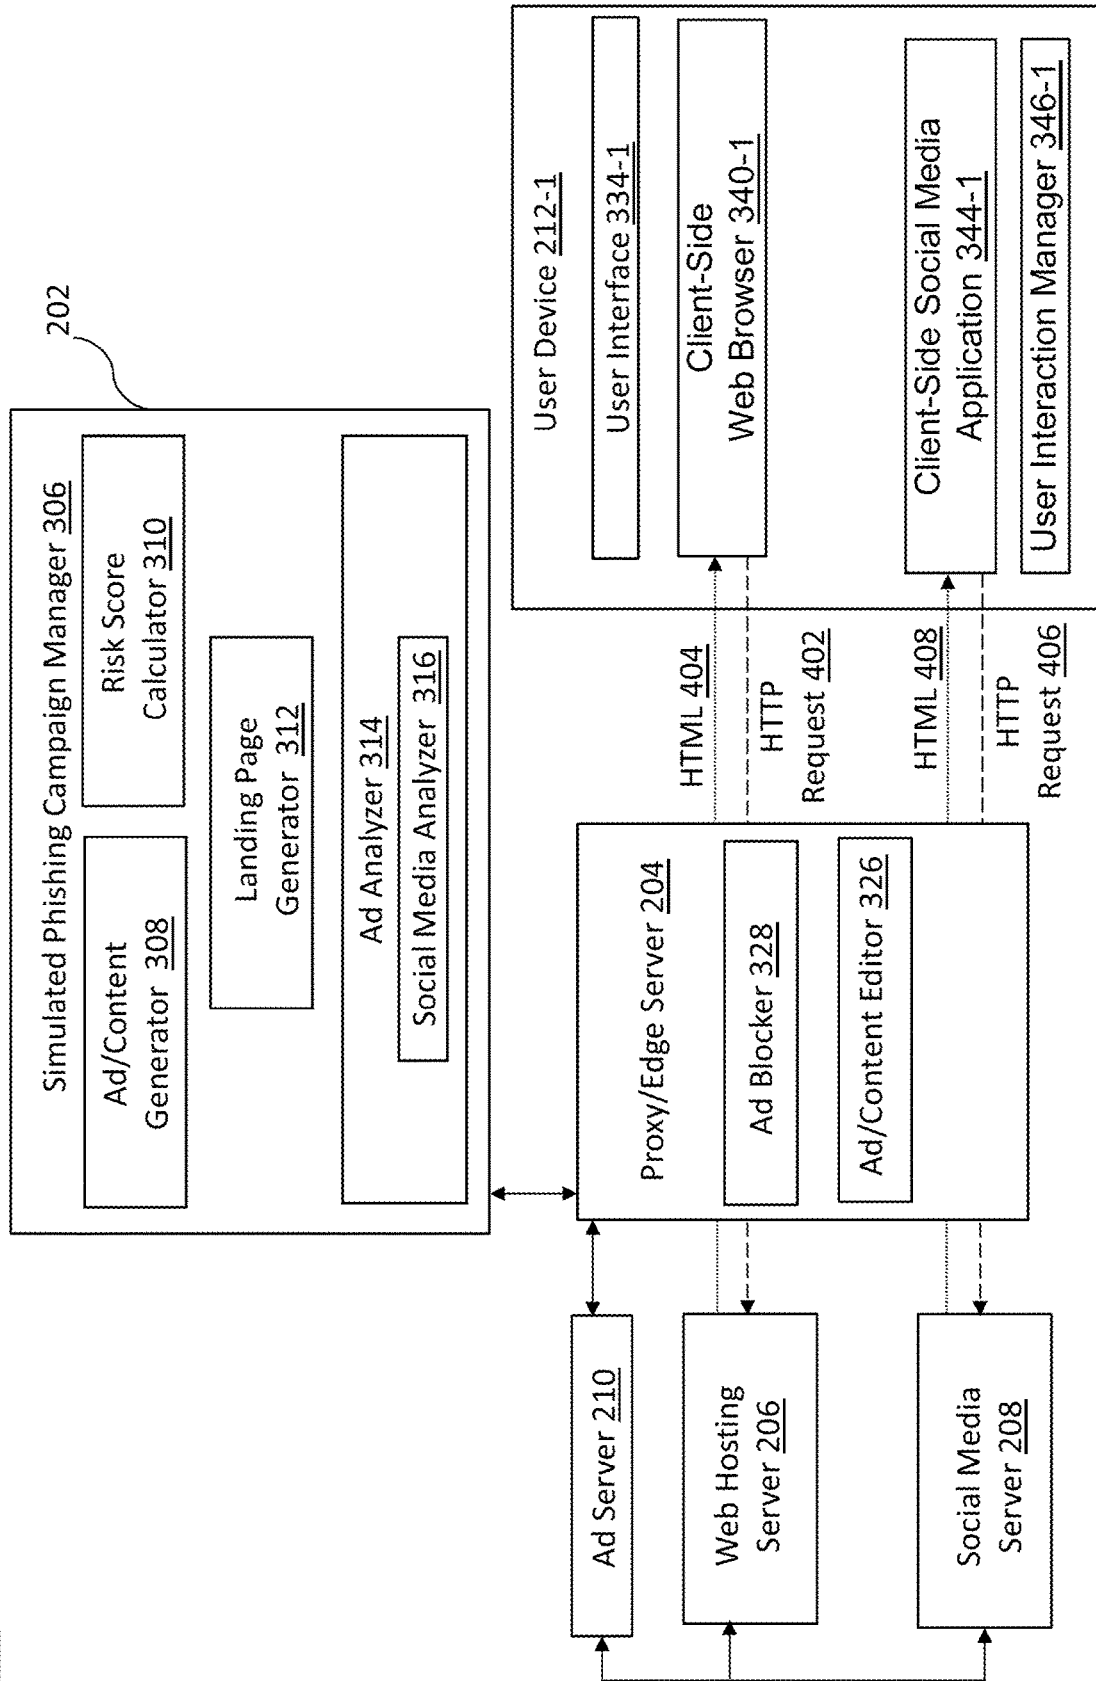 202
Simulated Phishing Campaign Manager 306
Ad/Content
Generator 308
Risk Score
Calculator 310
Landing Page
Generator 312
Ad Analyzer 314
Social Media Analyzer 316
Ad Server 210
Web Hosting
Server 206
Social Media
Server 208
Proxy/Edge Server 204
Ad Blocker 328
Ad/Content Editor 326
HTML 404
HTTP
Request 402
HTML 408
HTTP
Request 406
User Device 212-1
User Interface 334-1
Client-Side
Web Browser 340-1
Client-Side Social Media
Application 344-1
User Interaction Manager 346-1